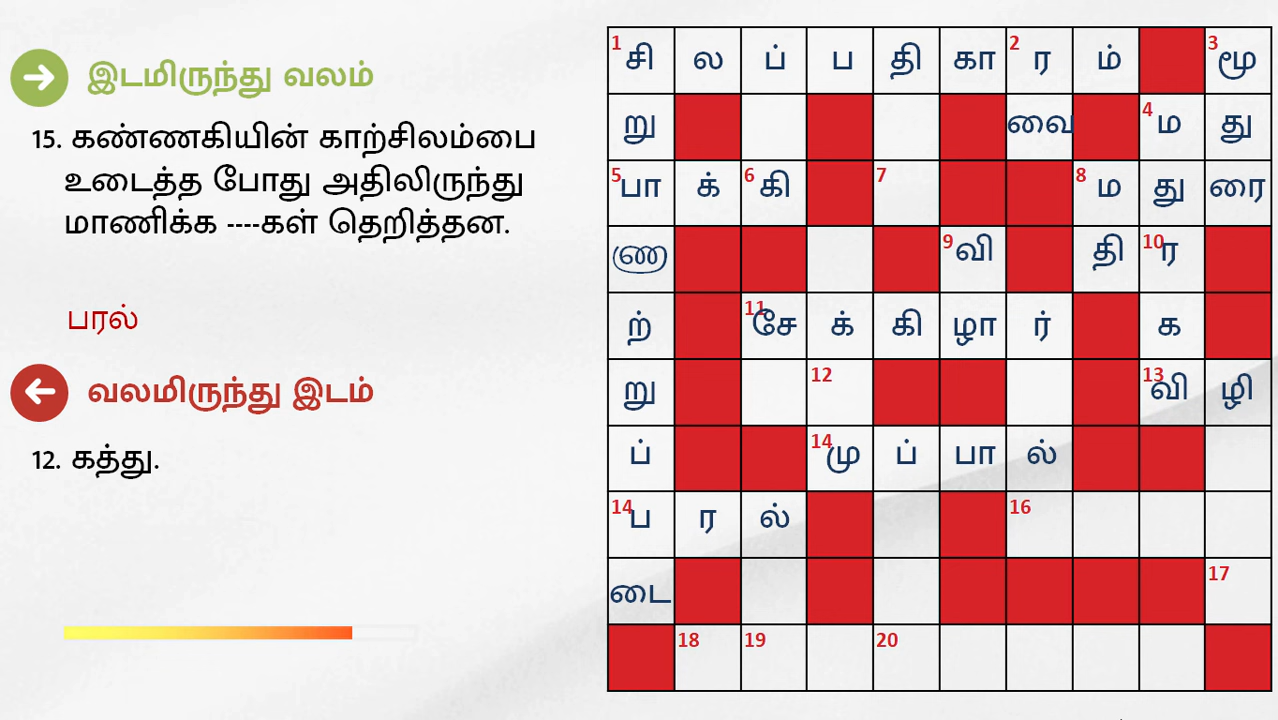 இடமிருந்து வலம்
15. கண்ணகியின் காற்சிலம்பை
உடைத்த போது அதிலிருந்து
மாணிக்க ----கள் தெறித்தன.
பரல்
வலமிருந்து இடம்
12. கத்து.
1 சி ல ப் ப தி கா 2 ர ம் 3 மூ
று வை 4 ம து
5 பா க் 6 கி 7 8 ம து ரை
ண 9 வி தி 10 ர
ற் 11 சே க் கி ழா ர் க
று 12 13 வி ழி
ப் 14 மு ப் பா ல்
14 ப ர ல் 16
டை 17
18 19 20